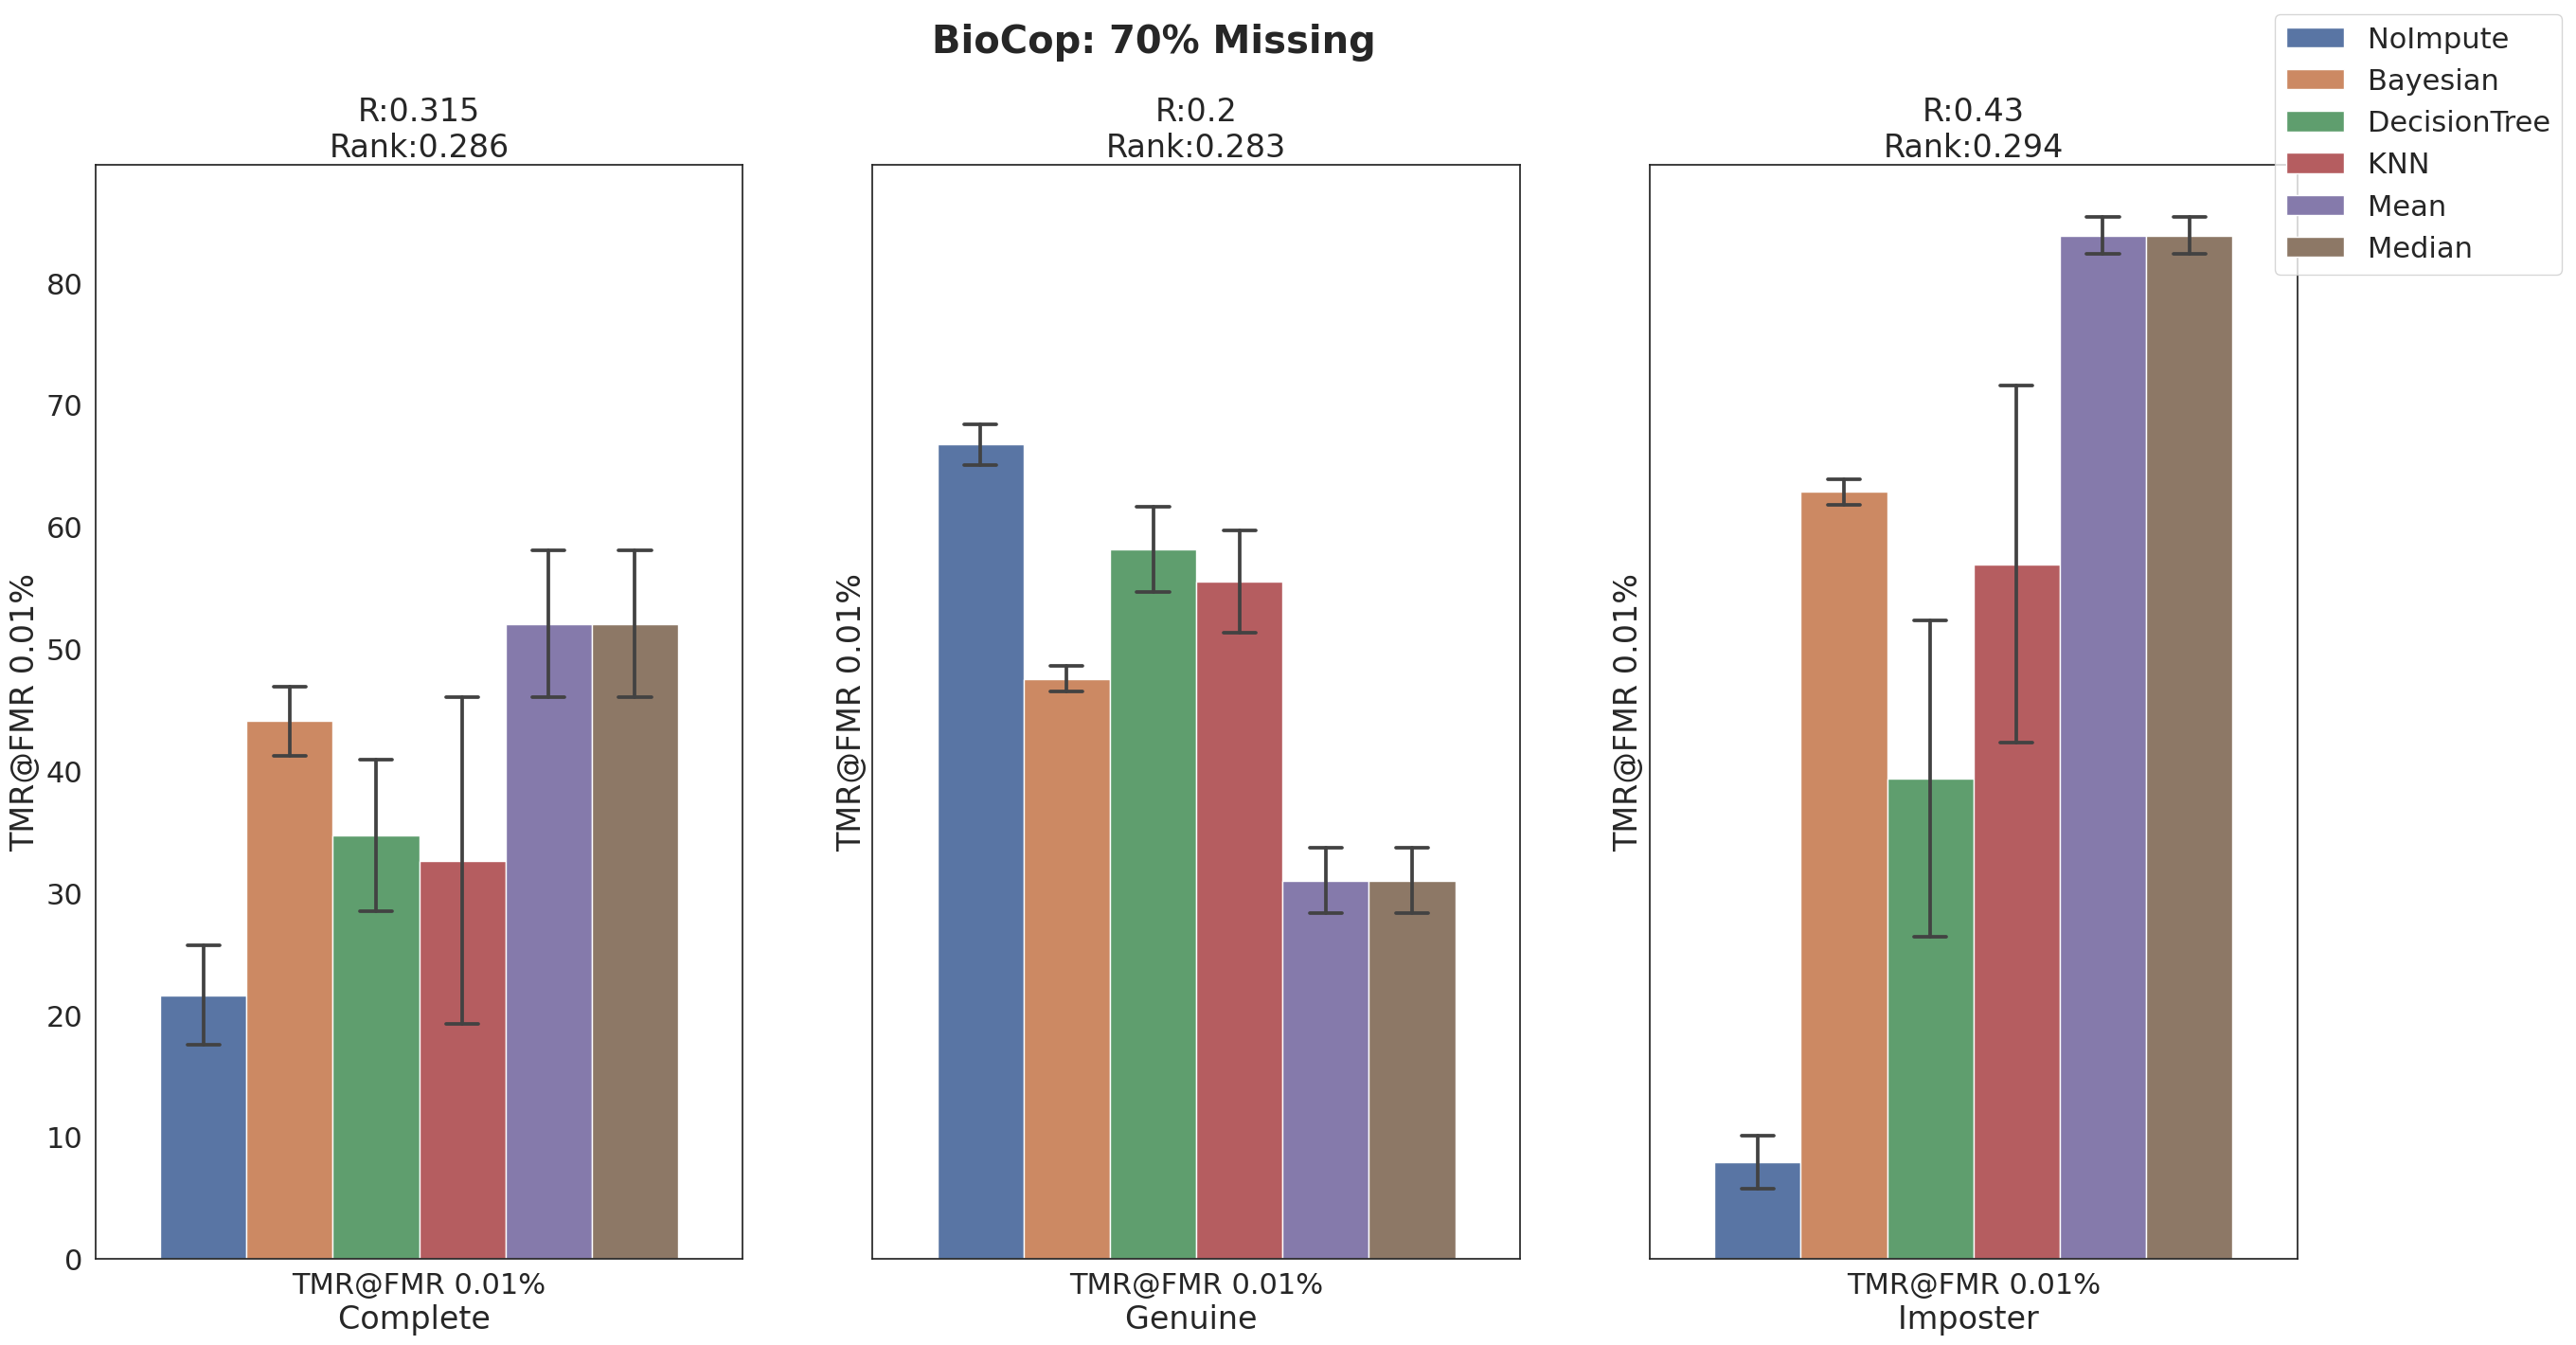 BioCop: 70% Missing
NoImpute
Bayesian
DecisionTree
KNN
Mean
Median
R:0.315
Rank:0.286
R:0.2
Rank:0.283
R:0.43
Rank:0.294
TMR@FMR 0.01%
80
70
60
50
40
30
20
10
0
TMR@FMR 0.01%
Complete
TMR@FMR 0.01%
TMR@FMR 0.01%
Genuine
TMR@FMR 0.01%
TMR@FMR 0.01%
Imposter